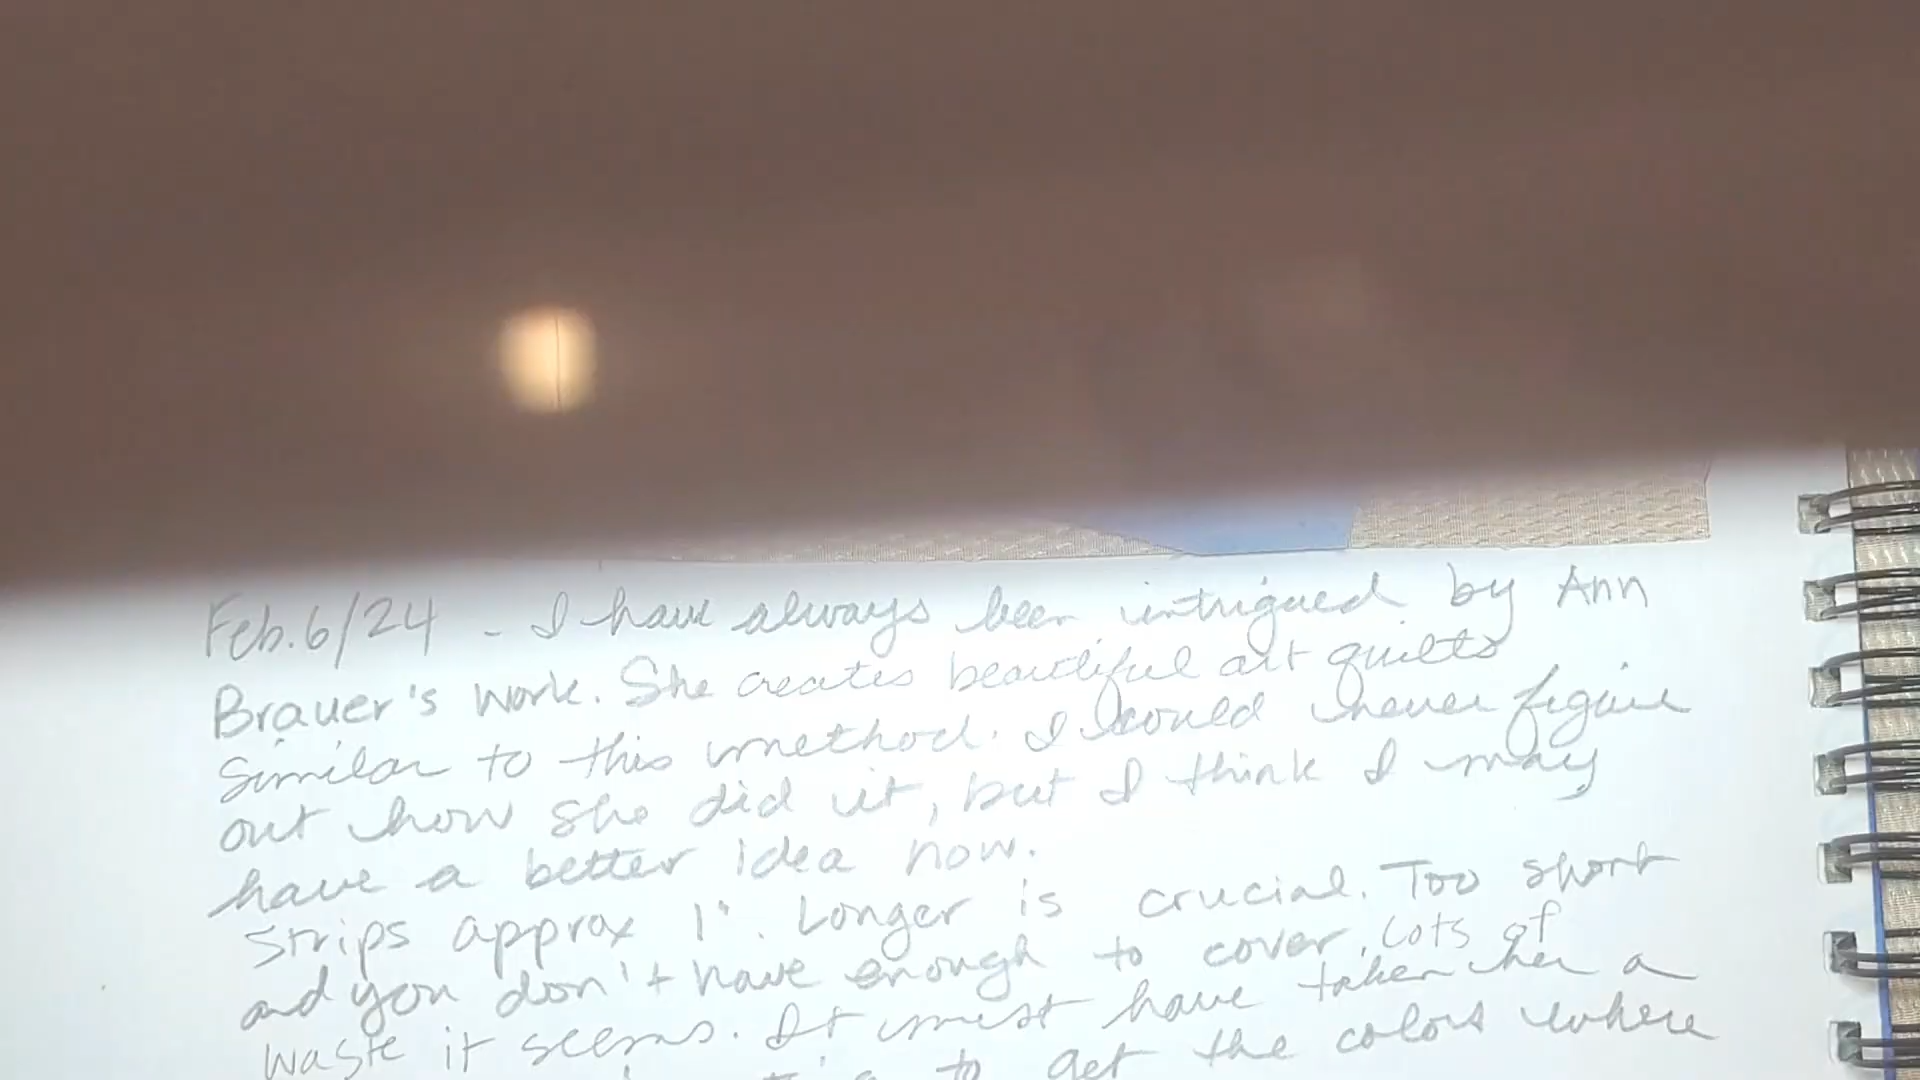 Feb. 6/24 - I have always been intrigued by Ann
Brauer's work. She creates beautiful art quilts
similar to this method. I could never figure
out how she did it, but I think I may
have a better idea now.
Strips approx 1". Longer is crucial. Too short
and you don't have enough to cover. Lots of
waste it seems. It must have taken her a
to get the colors where